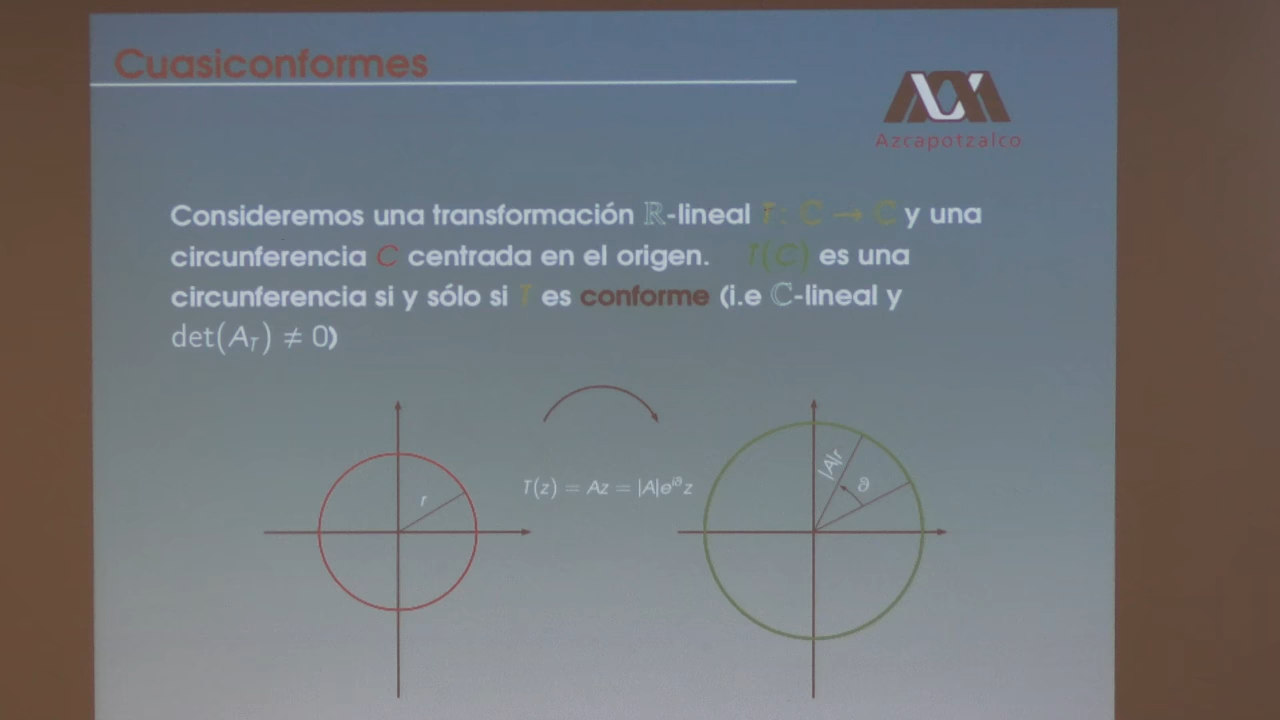 Cuasiconformes
Azcapotzalco
Consideremos una transformación ℝ-lineal T : ℂ → ℂ y una
circunferencia C centrada en el origen. T(C) es una
circunferencia si y sólo si T es conforme (i.e ℂ-lineal y
det(A_T) ≠ 0)
r
T(z) = Az = |A|e^{iϑ}z
|A|r
ϑ